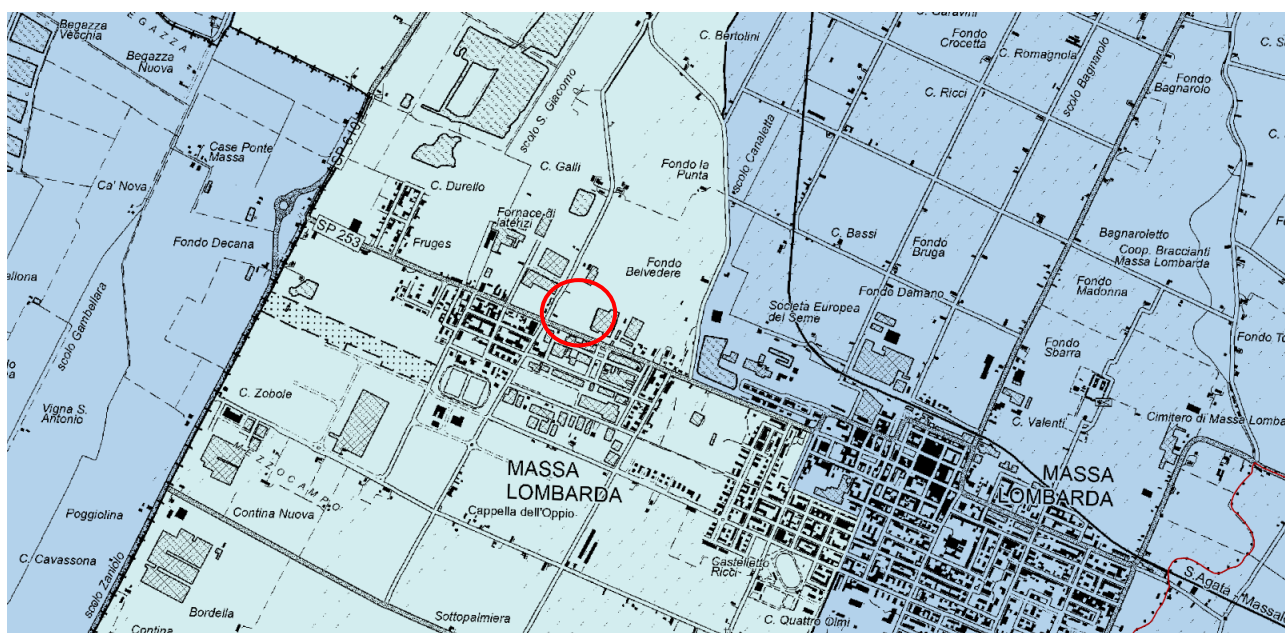 Begazza
Vecchia
BEGAZZA
Begazza
Nuova
Case Ponte
Massa
Ca' Nova
Fondo Decana
scolo Gambellara
Vigna S.
Antonio
Poggiolina
C. Cavassona
scolo Zaniolo
SP 610
SP 253
C. Durello
Fruges
Fornace di
laterizi
C. Galli
scolo S. Giacomo
C. Bertolini
Fondo la
Punta
Fondo
Belvedere
scolo Canaletta
C. Garavini
Fondo
Crocetta
C. Romagnola
C. Ricci
scolo Bagnarolo
Fondo
Bagnarolo
C. Bassi
Fondo
Bruga
Bagnaroletto
Coop. Braccianti
Massa Lombarda
Fondo
Madonna
Fondo Damano
Società Europea
del Seme
Fondo
Sbarra
C. Valenti
Cimitero di Massa Lomba
C. Zobole
MEZZOCAMPO
Contina Nuova
Bordella
Contina
MASSA
LOMBARDA
Cappella dell'Oppio
Sottopalmiera
Castelletto
Ricci
C. Quattro Olmi
MASSA
LOMBARDA
S. Agata - Massa